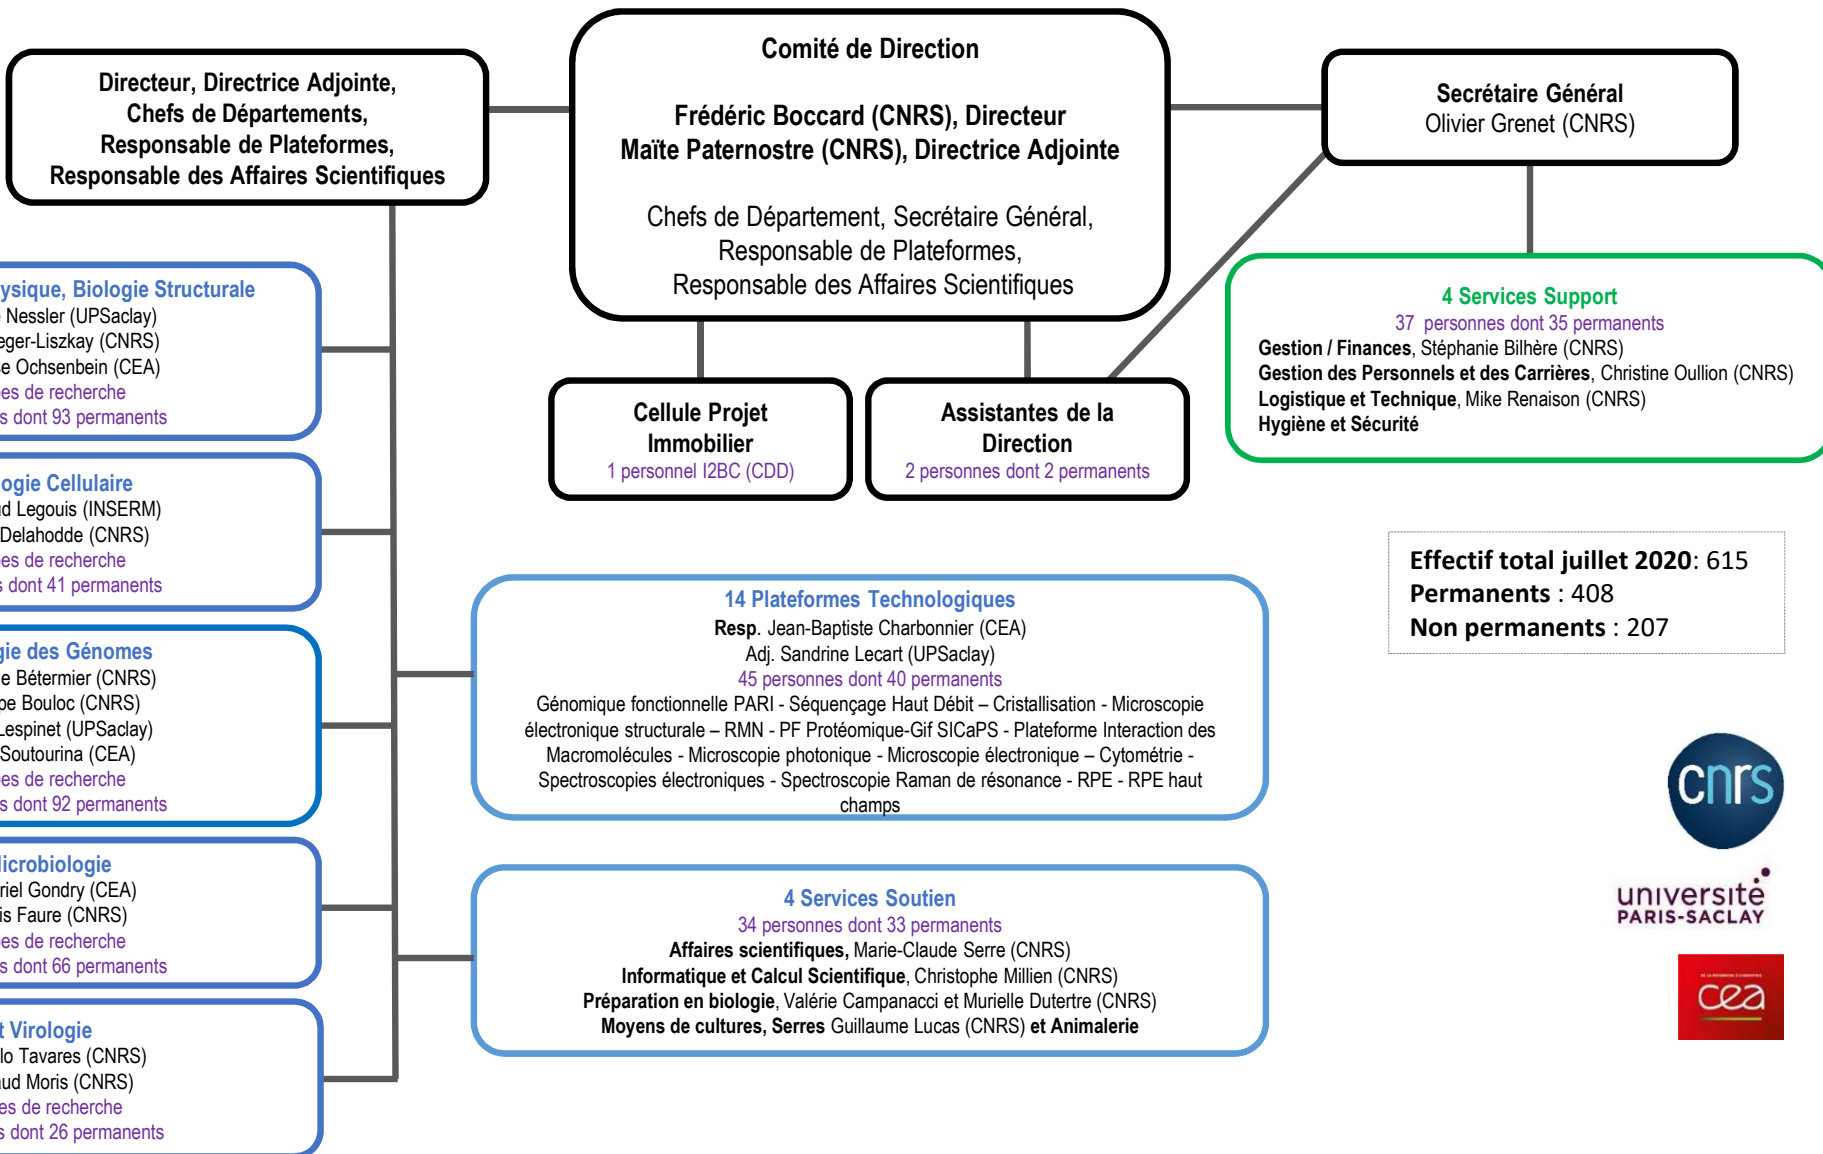 Directeur, Directrice Adjointe,
Chefs de Départements,
Responsable de Plateformes,
Responsable des Affaires Scientifiques
Comité de Direction
Frédéric Boccard (CNRS), Directeur
Maïte Paternostre (CNRS), Directrice Adjointe
Chefs de Département, Secrétaire Général,
Responsable de Plateformes,
Responsable des Affaires Scientifiques
Secrétaire Général
Olivier Grenet (CNRS)
4 Services Support
37 personnes dont 35 permanents
Gestion / Finances, Stéphanie Bilhère (CNRS)
Gestion des Personnels et des Carrières, Christine Oullion (CNRS)
Logistique et Technique, Mike Renaison (CNRS)
Hygiène et Sécurité
Cellule Projet
Immobilier
1 personnel I2BC (CDD)
Assistantes de la
Direction
2 personnes dont 2 permanents
, Biologie Structurale
Nessler (UPSaclay)
eger-Liszkay (CNRS)
Ochsenbein (CEA)
de recherche
dont 93 permanents
ogie Cellulaire
Legouis (INSERM)
Delahodde (CNRS)
de recherche
dont 41 permanents
gie des Génomes
Bétermier (CNRS)
Bouloc (CNRS)
Lespinet (UPSaclay)
Soutourina (CEA)
de recherche
dont 92 permanents
icrobiologie
riel Gondry (CEA)
is Faure (CNRS)
de recherche
dont 66 permanents
t Virologie
lo Tavares (CNRS)
aud Moris (CNRS)
es de recherche
s dont 26 permanents
14 Plateformes Technologiques
Resp. Jean-Baptiste Charbonnier (CEA)
Adj. Sandrine Lecart (UPSaclay)
45 personnes dont 40 permanents
Génomique fonctionnelle PARI - Séquençage Haut Débit – Cristallisation - Microscopie
électronique structurale – RMN - PF Protéomique-Gif SICaPS - Plateforme Interaction des
Macromolécules - Microscopie photonique - Microscopie électronique – Cytométrie -
Spectroscopies électroniques - Spectroscopie Raman de résonance - RPE - RPE haut
champs
4 Services Soutien
34 personnes dont 33 permanents
Affaires scientifiques, Marie-Claude Serre (CNRS)
Informatique et Calcul Scientifique, Christophe Millien (CNRS)
Préparation en biologie, Valérie Campanacci et Murielle Dutertre (CNRS)
Moyens de cultures, Serres Guillaume Lucas (CNRS) et Animalerie
Effectif total juillet 2020: 615
Permanents : 408
Non permanents : 207
cnrs
université
PARIS-SACLAY
cea